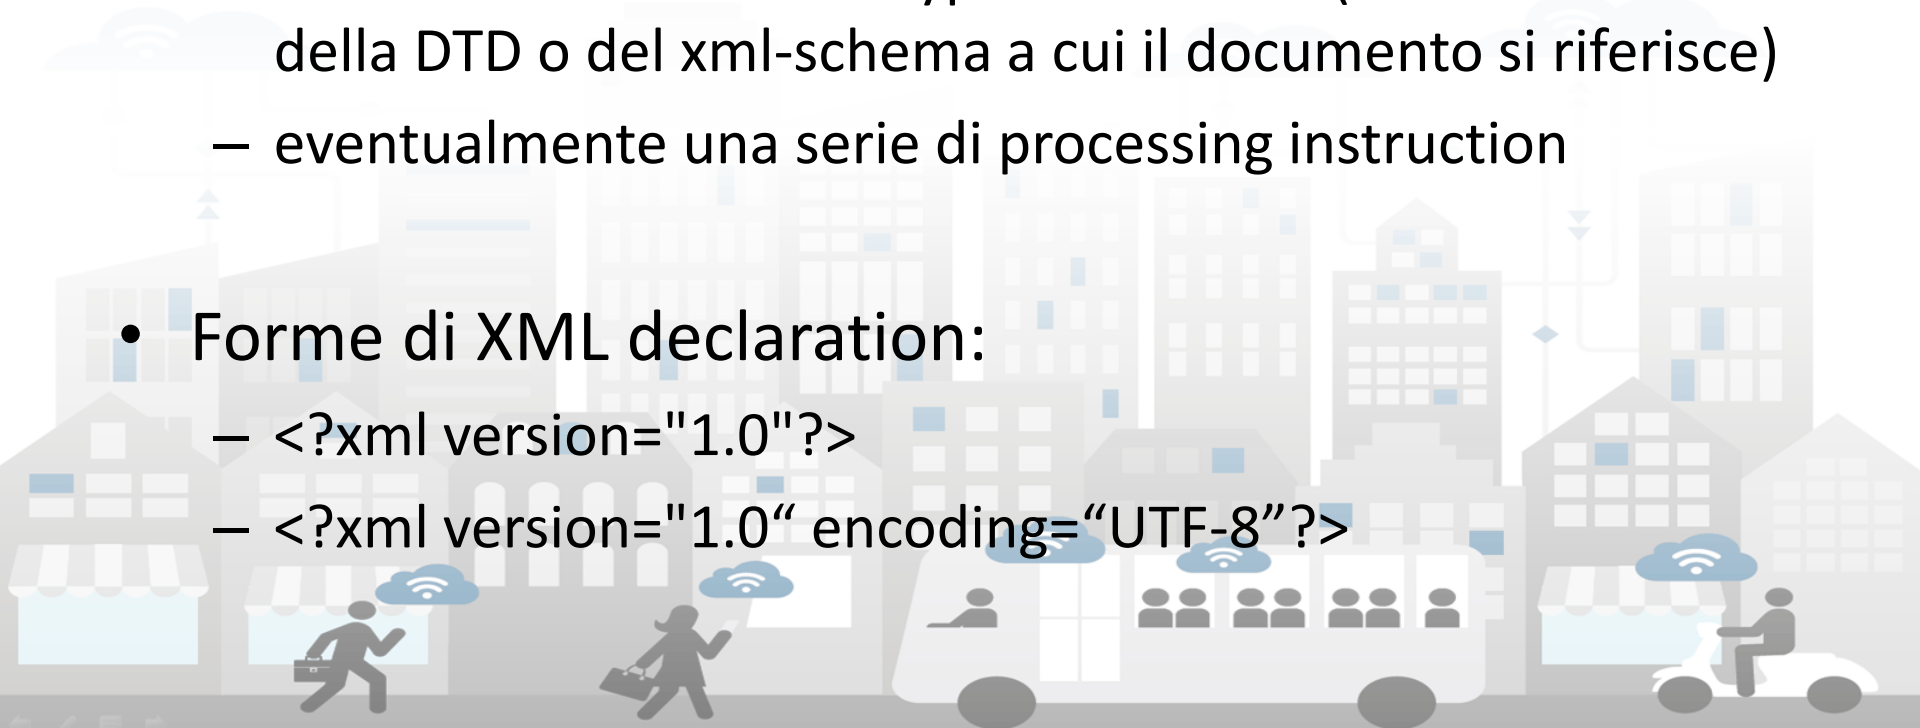 della DTD o del xml-schema a cui il documento si riferisce)
– eventualmente una serie di processing instruction
• Forme di XML declaration:
– <?xml version="1.0"?>
– <?xml version="1.0“ encoding=“UTF-8”?>